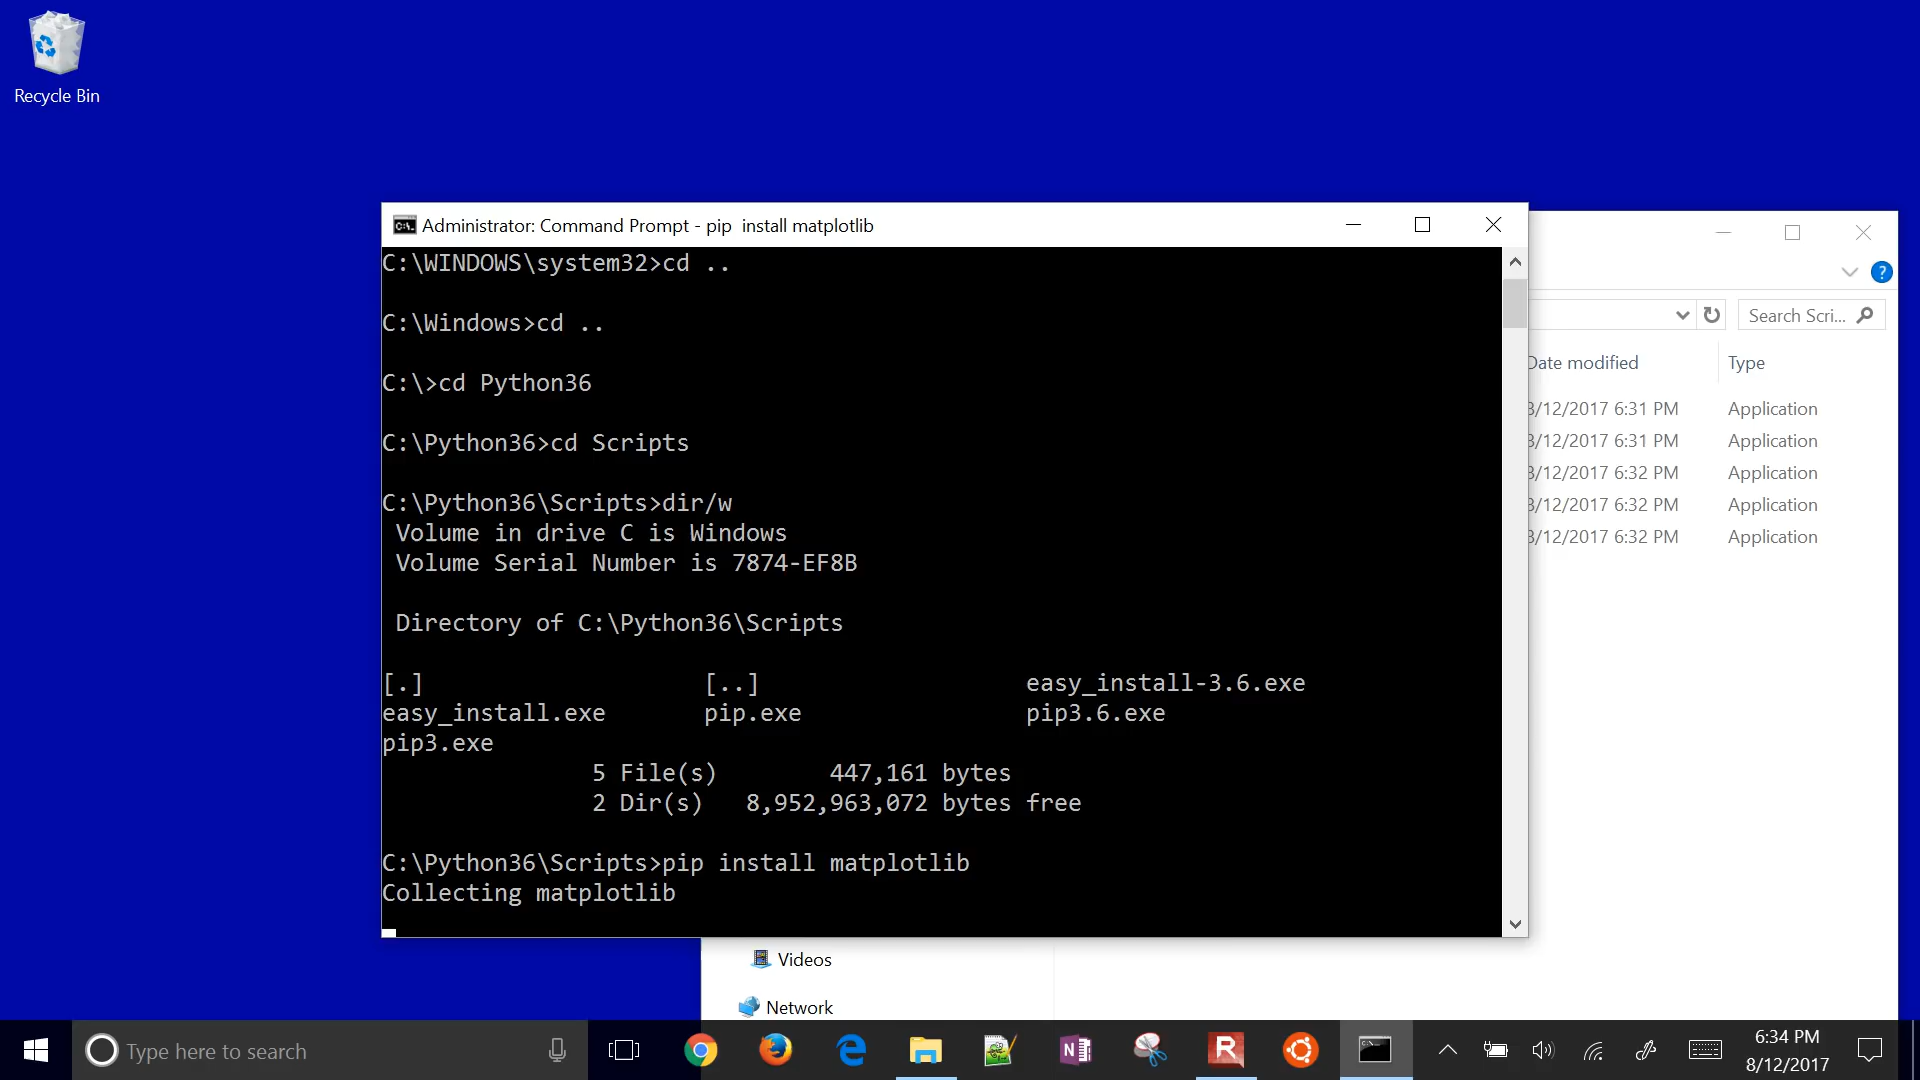 Recycle Bin
Administrator: Command Prompt - pip  install matplotlib
C:\WINDOWS\system32>cd ..
C:\Windows>cd ..
C:\>cd Python36
C:\Python36>cd Scripts
C:\Python36\Scripts>dir/w
Volume in drive C is Windows
Volume Serial Number is 7874-EF8B
Directory of C:\Python36\Scripts
[.] [..] easy_install-3.6.exe
easy_install.exe pip.exe pip3.6.exe
pip3.exe
5 File(s) 447,161 bytes
2 Dir(s) 8,952,963,072 bytes free
C:\Python36\Scripts>pip install matplotlib
Collecting matplotlib
?
Search Scri...
Date modified Type
8/12/2017 6:31 PM Application
8/12/2017 6:31 PM Application
8/12/2017 6:32 PM Application
8/12/2017 6:32 PM Application
8/12/2017 6:32 PM Application
Videos
Network
Type here to search
6:34 PM
8/12/2017